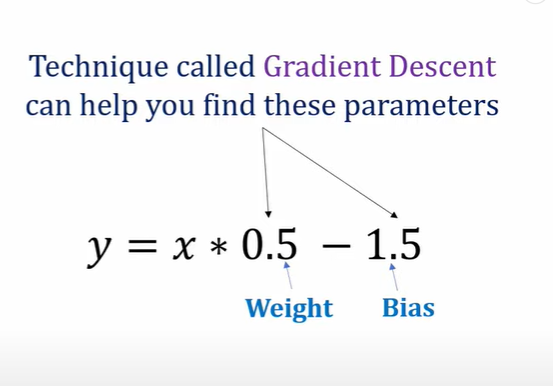 Technique called Gradient Descent
can help you find these parameters
y = x * 0.5 − 1.5
Weight Bias